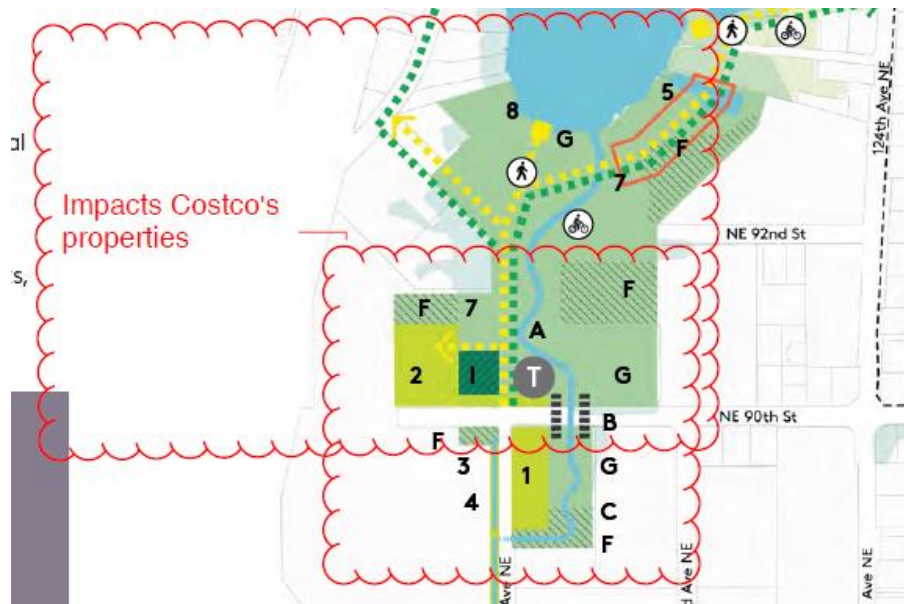 al
8
5
G
F
7
124th Ave NE
Impacts Costco's
properties
NE 92nd St
s,
F
7
F
A
2
I
T
G
B
NE 90th St
F
3
1
G
4
C
F
Ave NE
d Ave NE
Ave NE